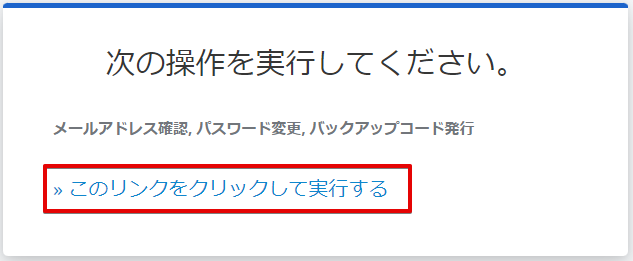 次の操作を実行してください。
メールアドレス確認, パスワード変更, バックアップコード発行
» このリンクをクリックして実行する